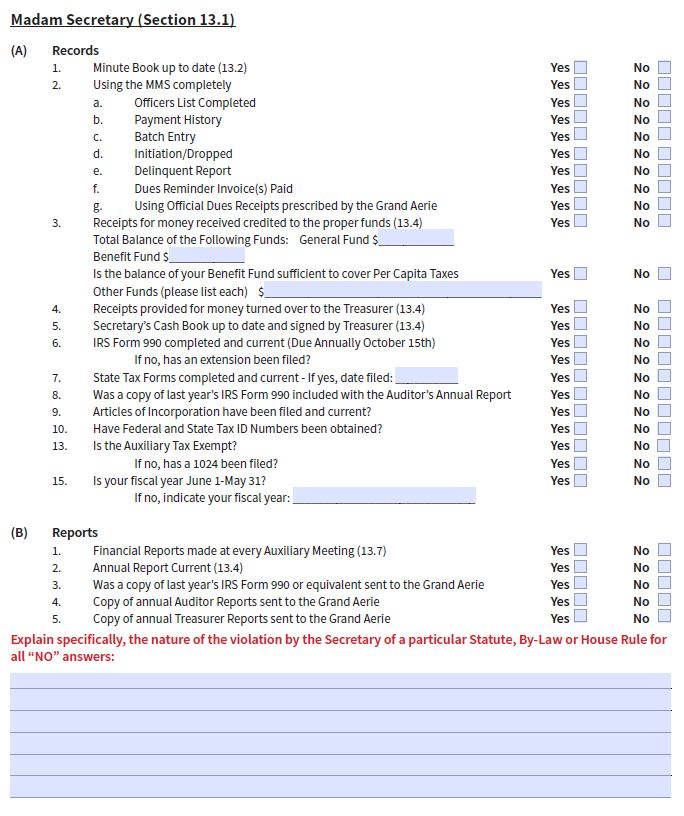 Madam Secretary (Section 13.1)
(A) Records
1. Minute Book up to date (13.2) Yes No
2. Using the MMS completely Yes No
a. Officers List Completed Yes No
b. Payment History Yes No
c. Batch Entry Yes No
d. Initiation/Dropped Yes No
e. Delinquent Report Yes No
f. Dues Reminder Invoice(s) Paid Yes No
g. Using Official Dues Receipts prescribed by the Grand Aerie Yes No
3. Receipts for money received credited to the proper funds (13.4) Yes No
Total Balance of the Following Funds: General Fund $
Benefit Fund $
Is the balance of your Benefit Fund sufficient to cover Per Capita Taxes Yes No
Other Funds (please list each) $
4. Receipts provided for money turned over to the Treasurer (13.4) Yes No
5. Secretary's Cash Book up to date and signed by Treasurer (13.4) Yes No
6. IRS Form 990 completed and current (Due Annually October 15th) Yes No
If no, has an extension been filed? Yes No
7. State Tax Forms completed and current - If yes, date filed: Yes No
8. Was a copy of last year's IRS Form 990 included with the Auditor's Annual Report Yes No
9. Articles of Incorporation have been filed and current? Yes No
10. Have Federal and State Tax ID Numbers been obtained? Yes No
13. Is the Auxiliary Tax Exempt? Yes No
If no, has a 1024 been filed? Yes No
15. Is your fiscal year June 1-May 31? Yes No
If no, indicate your fiscal year:
(B) Reports
1. Financial Reports made at every Auxiliary Meeting (13.7) Yes No
2. Annual Report Current (13.4) Yes No
3. Was a copy of last year's IRS Form 990 or equivalent sent to the Grand Aerie Yes No
4. Copy of annual Auditor Reports sent to the Grand Aerie Yes No
5. Copy of annual Treasurer Reports sent to the Grand Aerie Yes No
Explain specifically, the nature of the violation by the Secretary of a particular Statute, By-Law or House Rule for
all “NO” answers: